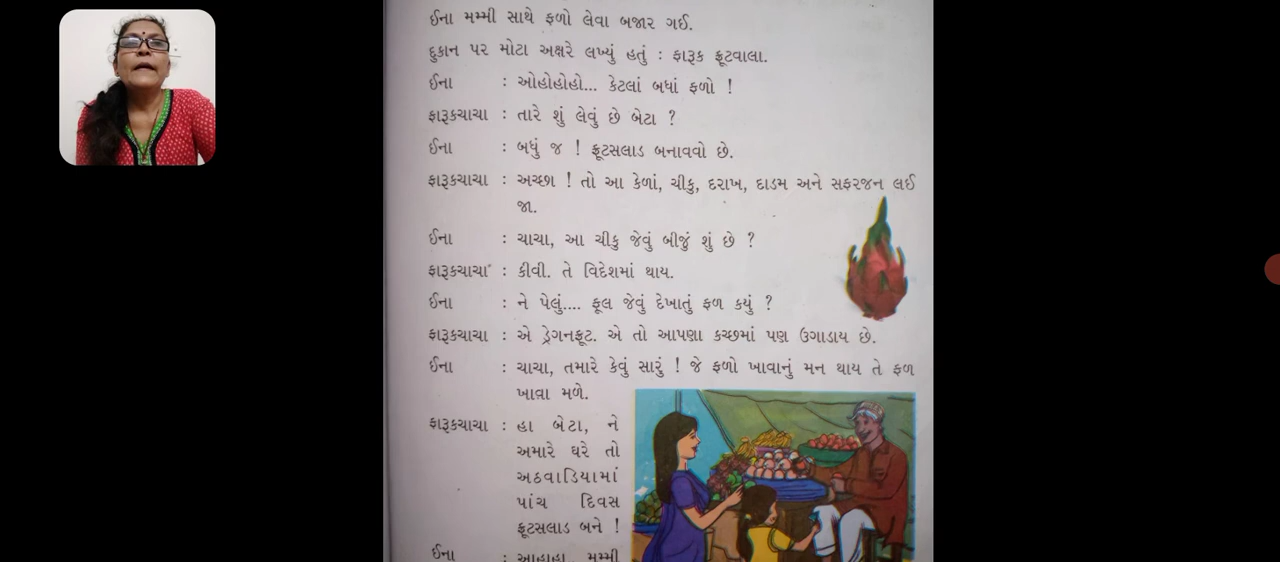 ઈના મમ્મી સાથે ફળો લેવા બજાર ગઈ.
દુકાન પર મોટા અક્ષરે લખ્યું હતું : ફારૂક ફ્રૂટવાલા.
ઈના : ઓહોહોહો... કેટલાં બધાં ફળો !
ફારૂકચાચા : તારે શું લેવું છે બેટા ?
ઈના : બધું જ ! ફ્રૂટસલાડ બનાવવો છે.
ફારૂકચાચા : અચ્છા ! તો આ કેળાં, ચીકુ, દરાખ, દાડમ અને સફરજન લઈ
જા.
ઈના : ચાચા, આ ચીકુ જેવું બીજું શું છે ?
ફારૂકચાચા : કીવી. તે વિદેશમાં થાય.
ઈના : ને પેલું.... ફૂલ જેવું દેખાતું ફળ કયું ?
ફારૂકચાચા : એ ડ્રેગનફ્રૂટ. એ તો આપણા કચ્છમાં પણ ઉગાડાય છે.
ઈના : ચાચા, તમારે કેવું સારું ! જે ફળો ખાવાનું મન થાય તે ફળ
ખાવા મળે.
ફારૂકચાચા : હા બેટા, ને
અમારે ઘરે તો
અઠવાડિયામાં
પાંચ દિવસ
ફ્રૂટસલાડ બને !
ઈના : આહાહા મમ્મી